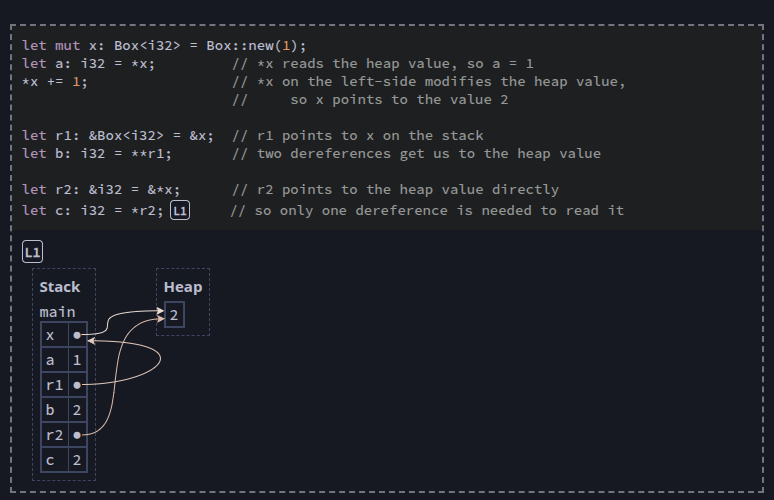 let mut x: Box<i32> = Box::new(1);
let a: i32 = *x;         // *x reads the heap value, so a = 1
*x += 1;                 // *x on the left-side modifies the heap value,
                         //     so x points to the value 2
let r1: &Box<i32> = &x;  // r1 points to x on the stack
let b: i32 = **r1;       // two dereferences get us to the heap value
let r2: &i32 = &*x;      // r2 points to the heap value directly
let c: i32 = *r2; L1     // so only one dereference is needed to read it
L1
Stack Heap
main
2
x
a 1
r1
b 2
r2
c 2